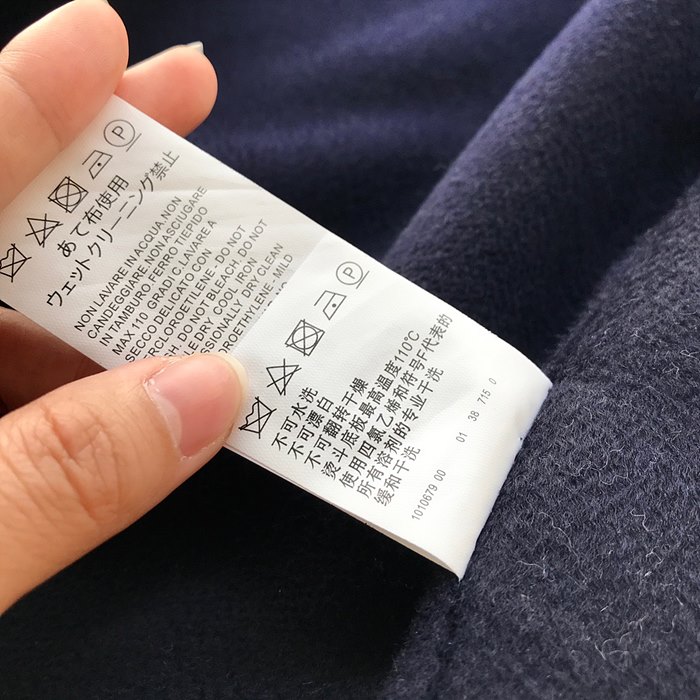 P
あて布使用
ウェットクリーニング禁止
NON LAVARE IN ACQUA.NON
CANDEGGIARE.NON ASCIUGARE
IN TAMBURO.FERRO TIEPIDO
MAX 110 GRADI C.LAVAREA
SECCO DELICATO CON
DO NOT
DO NOT BLEACH. DO NOT
DRY. COOL IRON.
DRY CLEAN
MILD
P
不可水洗
不可漂白
不可翻转干燥
熨斗底板最高温度110℃
使用四氯乙烯和符号F代表的
所有溶剂的专业干洗
缓和干洗
1010679 00 01 38 715 0